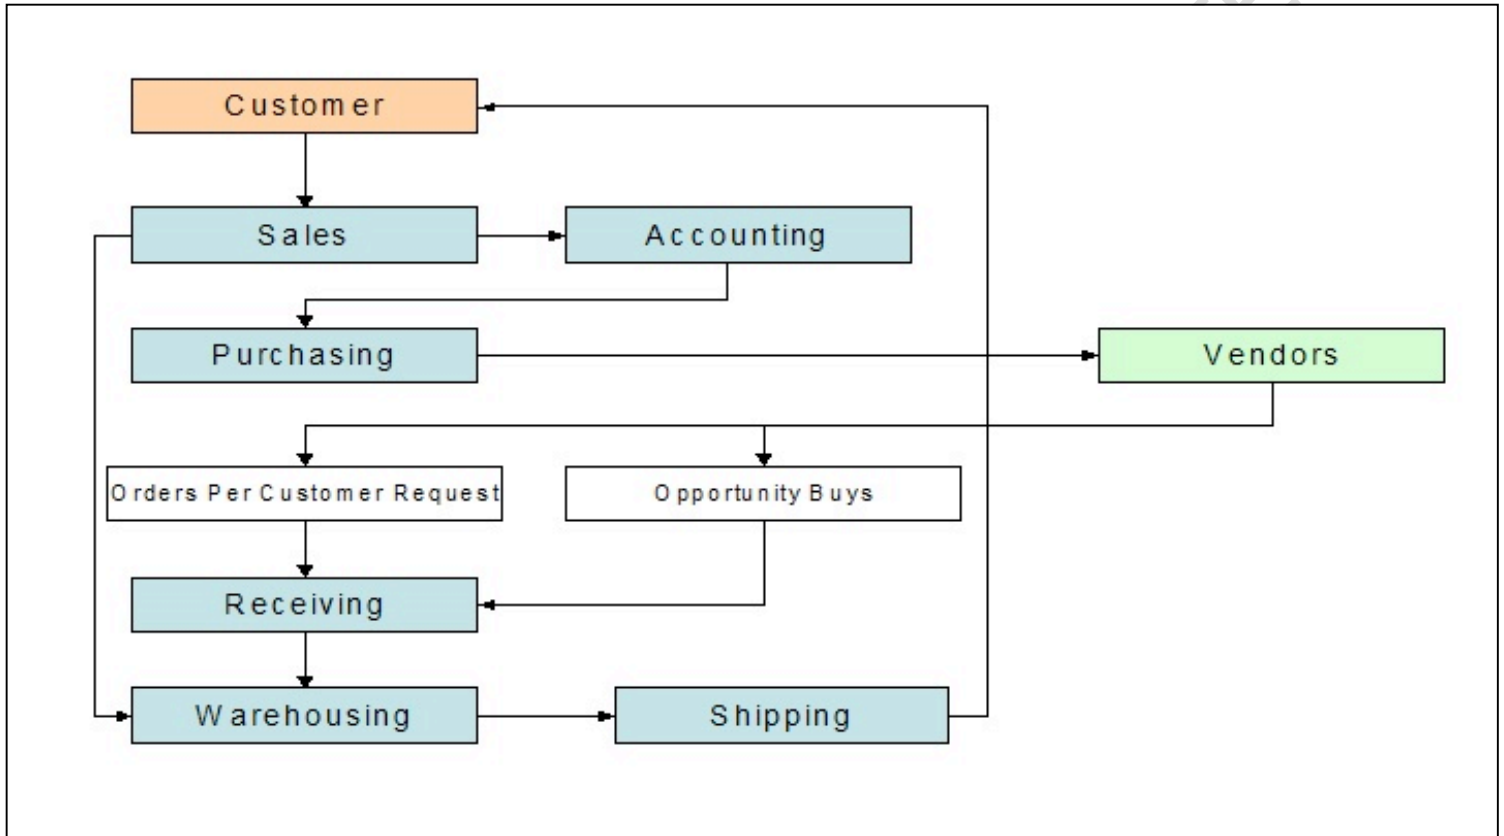 Customer
Sales
Accounting
Purchasing
Vendors
Orders Per Customer Request
Opportunity Buys
Receiving
Warehousing
Shipping